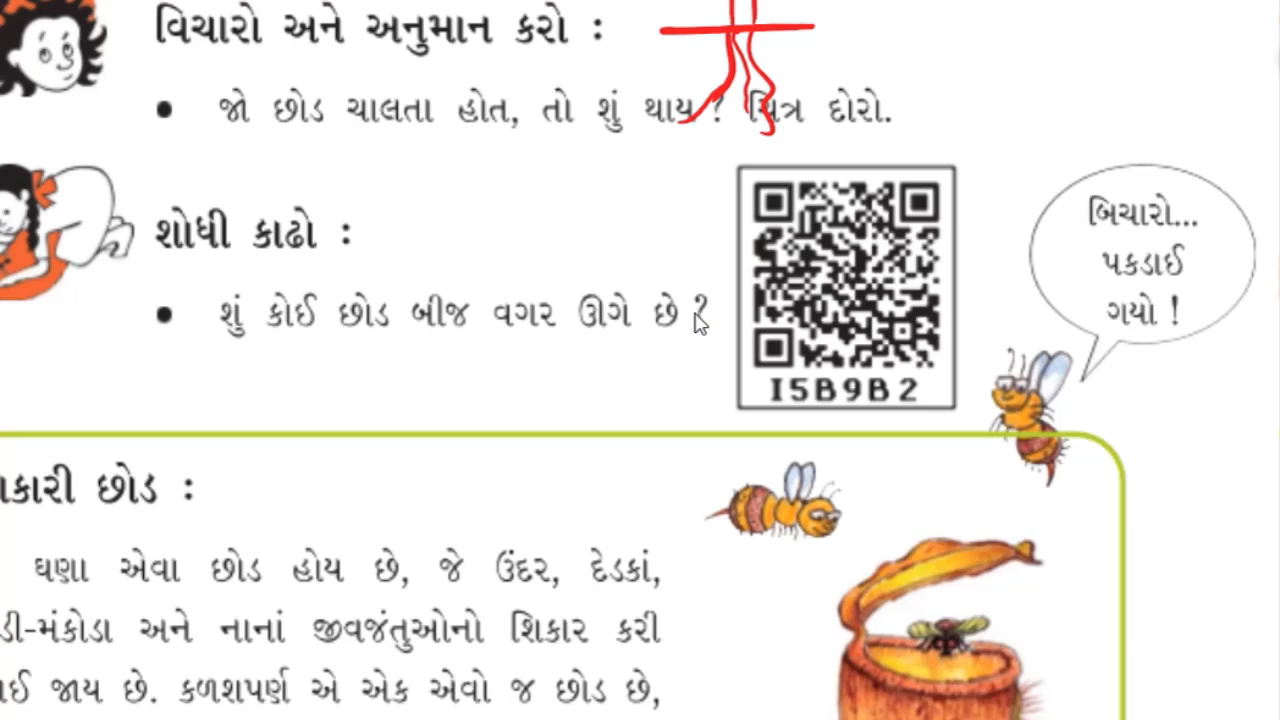 વિચારો અને અનુમાન કરો :
• જો છોડ ચાલતા હોત, તો શું થાય ? ચિત્ર દોરો.
શોધી કાઢો :
• શું કોઈ છોડ બીજ વગર ઊગે છે ?
I5B9B2
બિચારો...
પકડાઈ
ગયો !
છોડ :
ઘણા એવા છોડ હોય છે, જે ઉંદર, દેડકાં,
અને નાનાં જીવજંતુઓનો શિકાર કરી
જાય છે. કળશપર્ણ એ એક એવો જ છોડ છે,